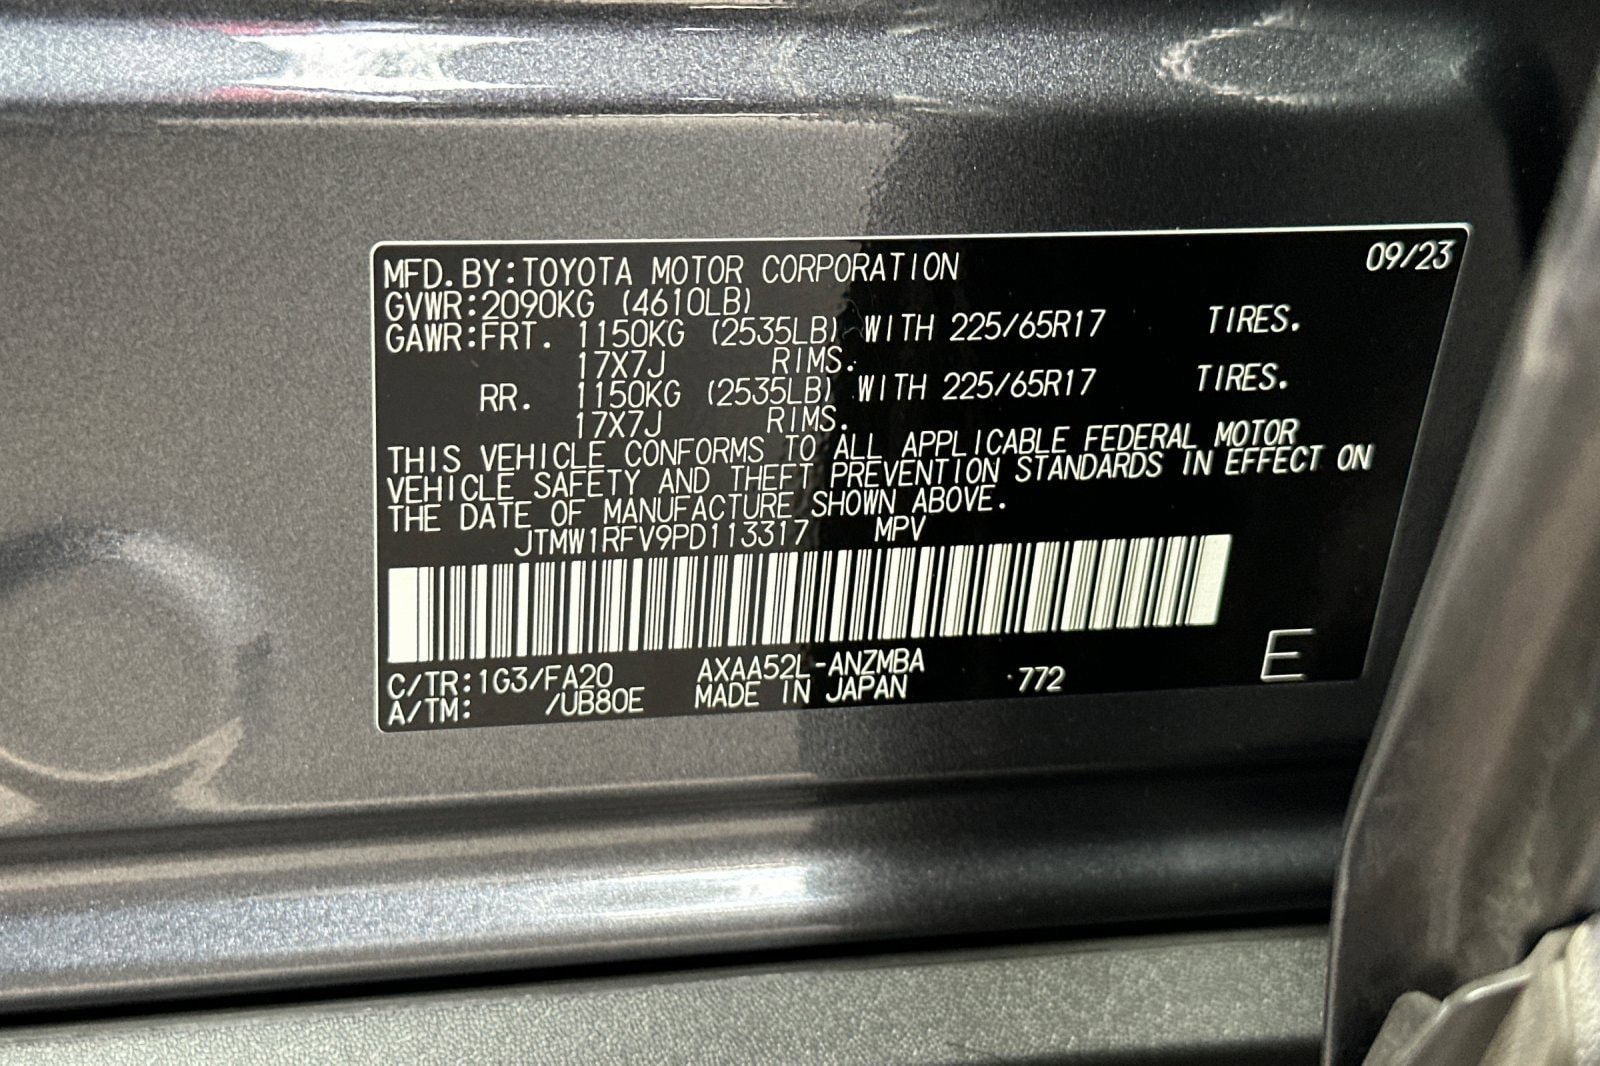 MFD.BY:TOYOTA MOTOR CORPORATION 09/23
GVWR:2090KG (4610LB)
GAWR:FRT. 1150KG (2535LB) WITH 225/65R17 TIRES.
17X7J RIMS.
RR. 1150KG (2535LB) WITH 225/65R17 TIRES.
17X7J RIMS.
THIS VEHICLE CONFORMS TO ALL APPLICABLE FEDERAL MOTOR
VEHICLE SAFETY AND THEFT PREVENTION STANDARDS IN EFFECT ON
THE DATE OF MANUFACTURE SHOWN ABOVE.
JTMW1RFV9PD113317 MPV
C/TR:1G3/FA20 AXAA52L-ANZMBA
A/TM: /UB80E MADE IN JAPAN ·772 E